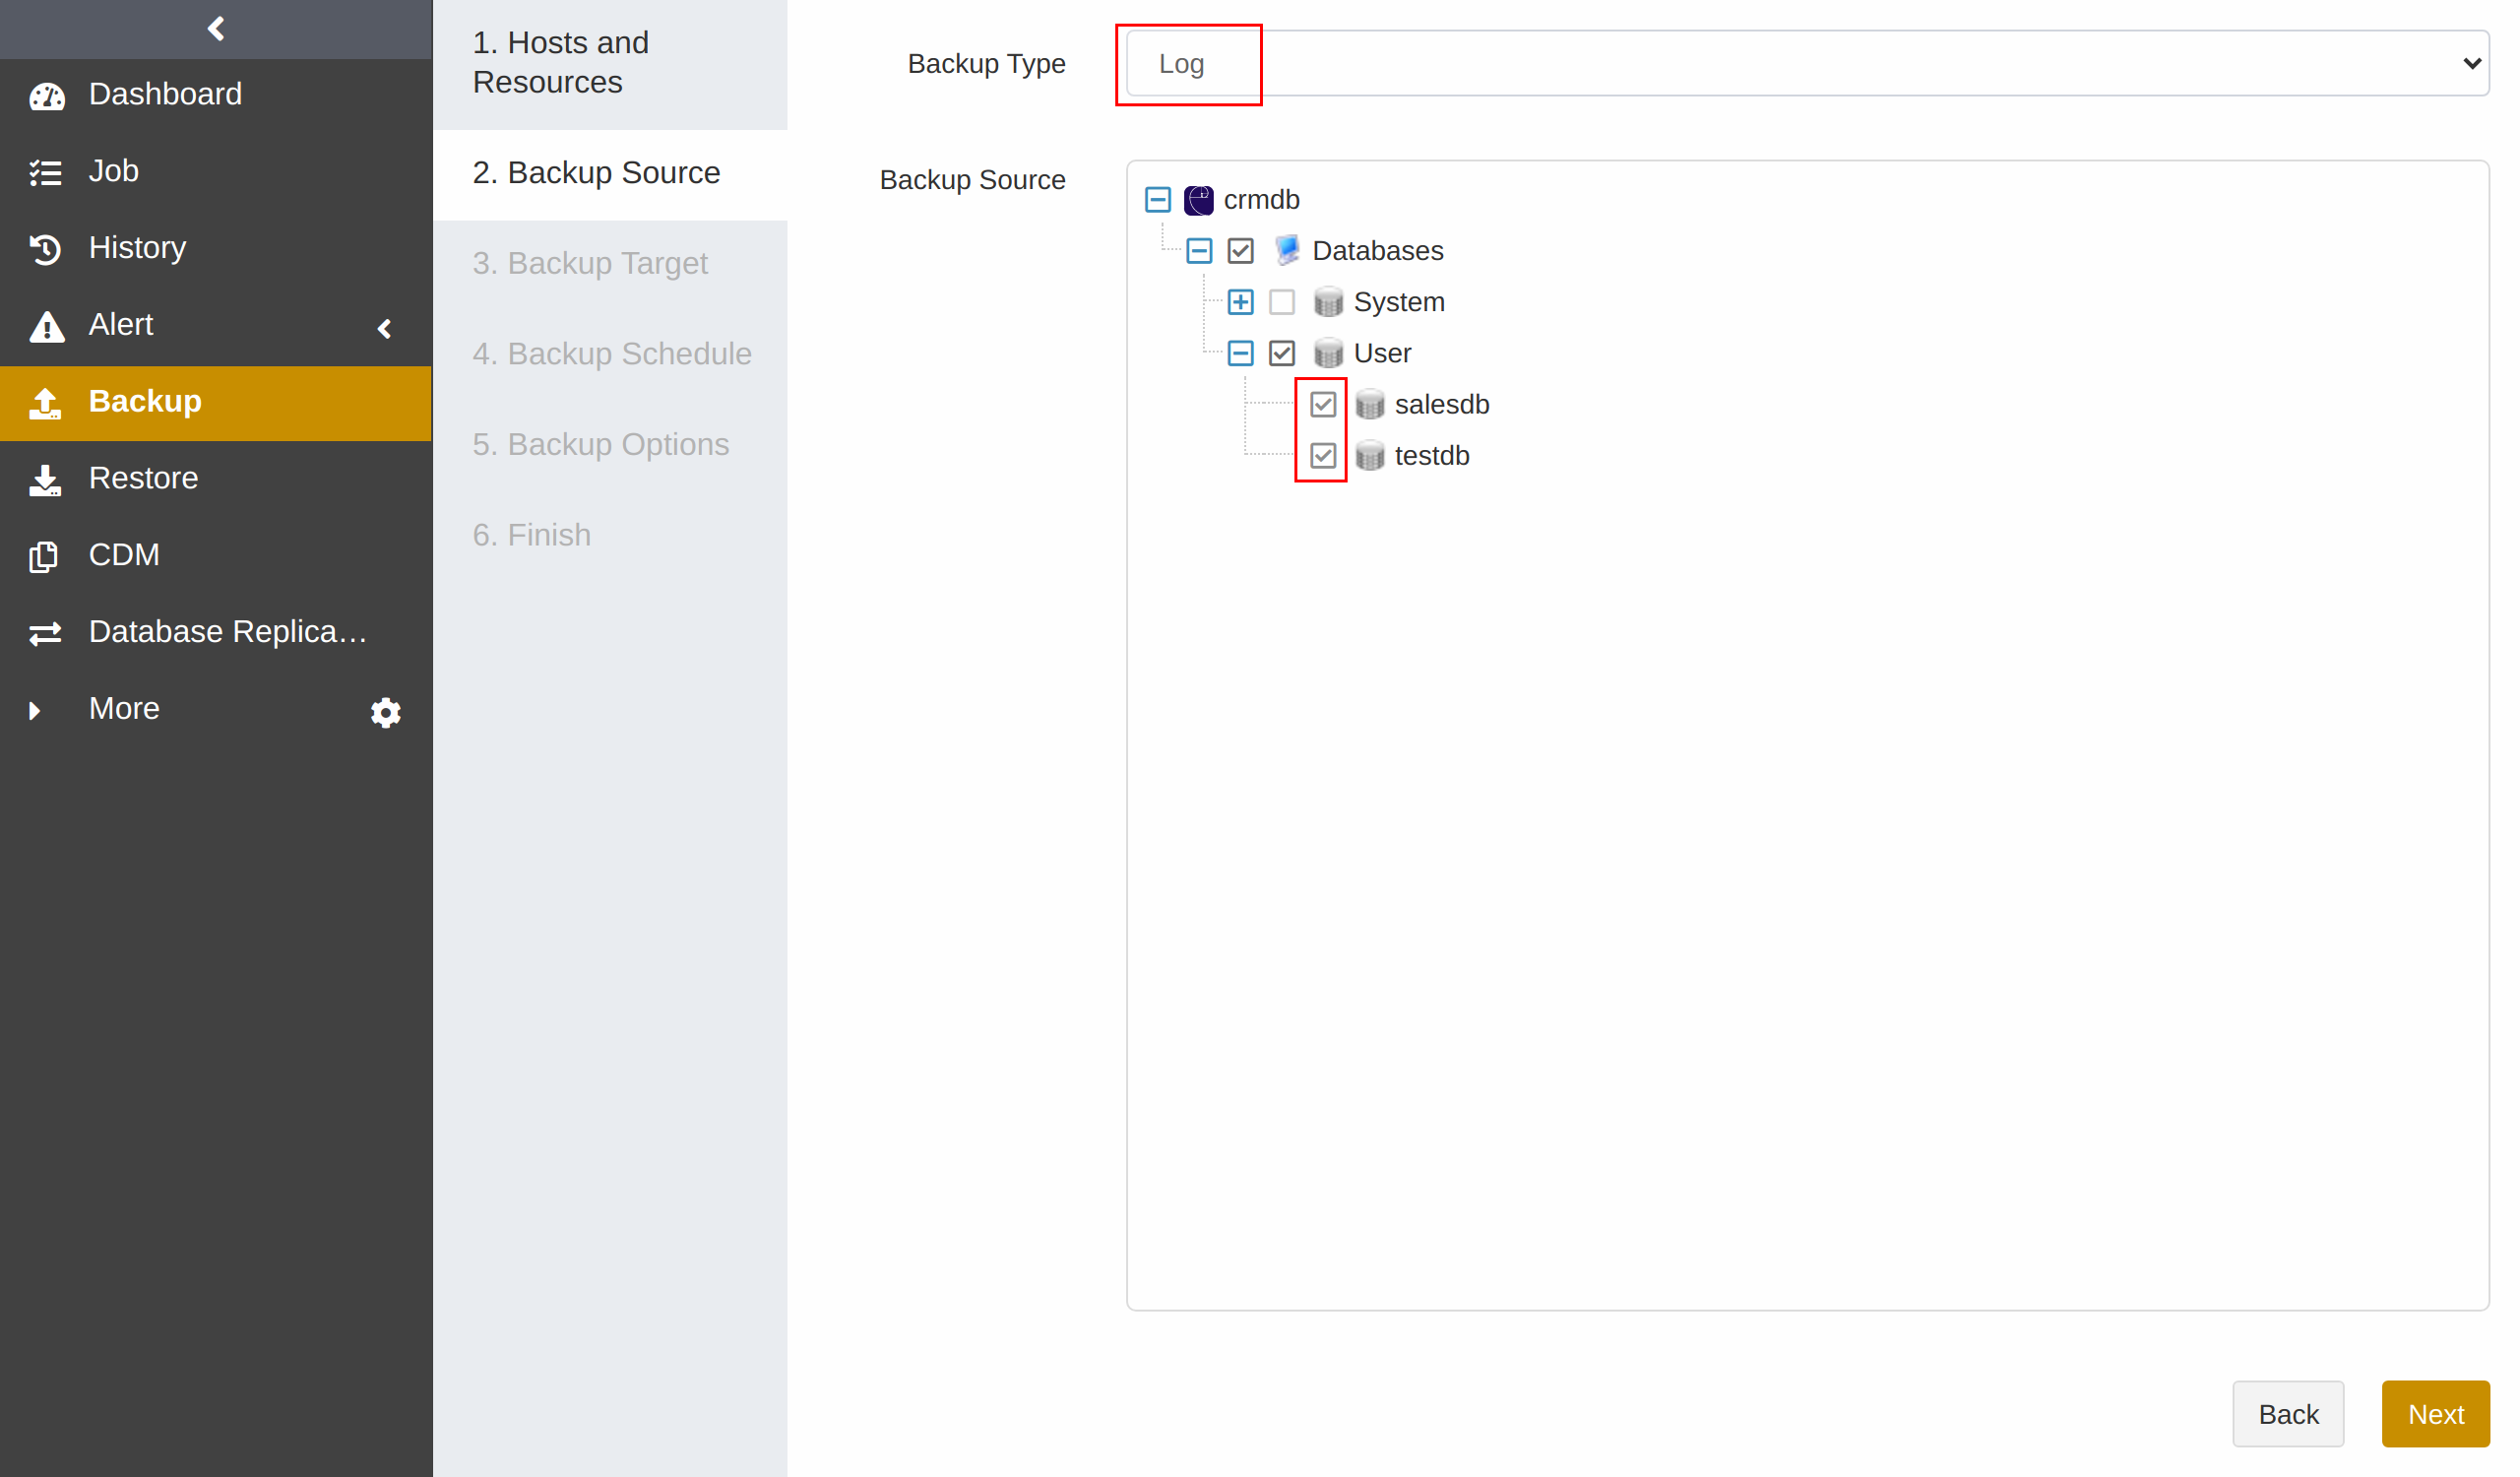 Dashboard
Job
History
Alert
Backup
Restore
CDM
Database Replica…
More
1. Hosts and
Resources
2. Backup Source
3. Backup Target
4. Backup Schedule
5. Backup Options
6. Finish
Backup Type
Log
Backup Source
crmdb
Databases
System
User
salesdb
testdb
Back
Next